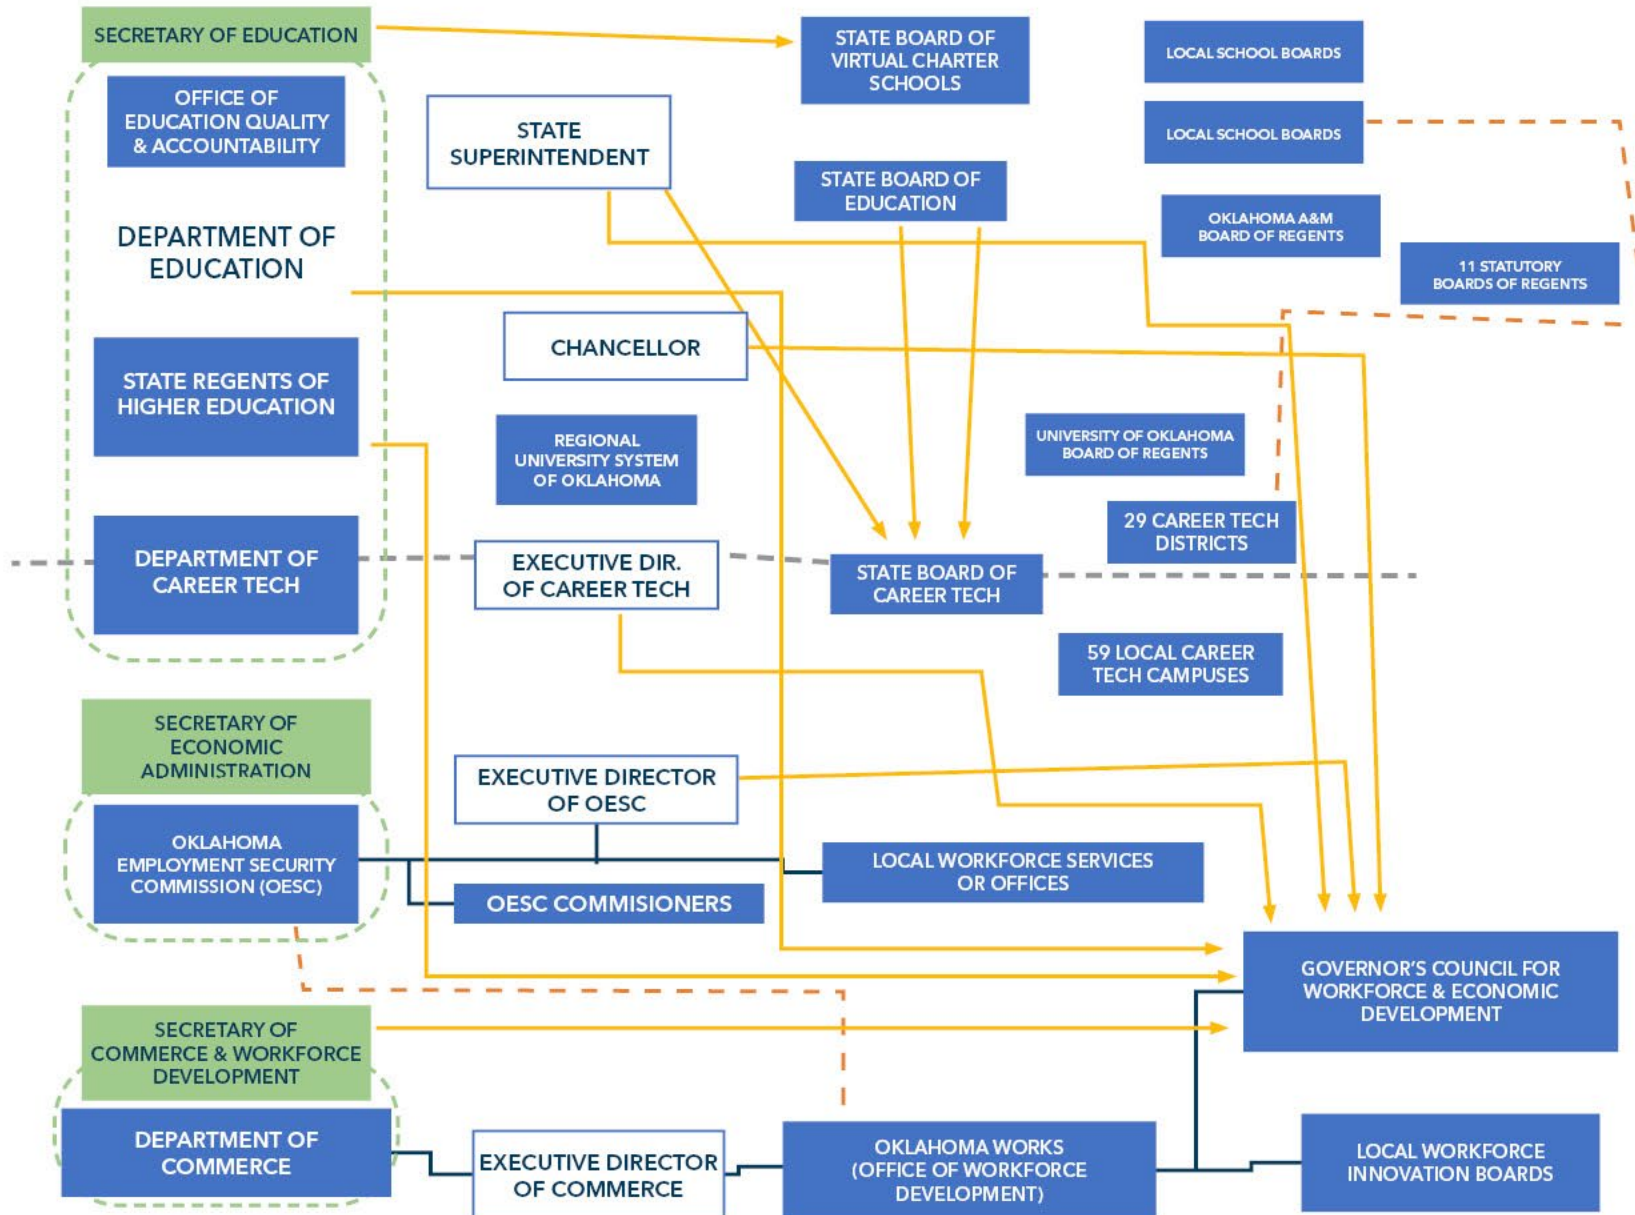 SECRETARY OF EDUCATION
STATE BOARD OF
VIRTUAL CHARTER
SCHOOLS
LOCAL SCHOOL BOARDS
OFFICE OF
EDUCATION QUALITY
& ACCOUNTABILITY
STATE
SUPERINTENDENT
LOCAL SCHOOL BOARDS
STATE BOARD OF
EDUCATION
OKLAHOMA A&M
BOARD OF REGENTS
DEPARTMENT OF
EDUCATION
11 STATUTORY
BOARDS OF REGENTS
CHANCELLOR
STATE REGENTS OF
HIGHER EDUCATION
REGIONAL
UNIVERSITY SYSTEM
OF OKLAHOMA
UNIVERSITY OF OKLAHOMA
BOARD OF REGENTS
29 CAREER TECH
DISTRICTS
DEPARTMENT OF
CAREER TECH
EXECUTIVE DIR.
OF CAREER TECH
STATE BOARD OF
CAREER TECH
59 LOCAL CAREER
TECH CAMPUSES
SECRETARY OF
ECONOMIC
ADMINISTRATION
EXECUTIVE DIRECTOR
OF OESC
OKLAHOMA
EMPLOYMENT SECURITY
COMMISSION (OESC)
LOCAL WORKFORCE SERVICES
OR OFFICES
OESC COMMISIONERS
GOVERNOR'S COUNCIL FOR
WORKFORCE & ECONOMIC
DEVELOPMENT
SECRETARY OF
COMMERCE & WORKFORCE
DEVELOPMENT
DEPARTMENT OF
COMMERCE
EXECUTIVE DIRECTOR
OF COMMERCE
OKLAHOMA WORKS
(OFFICE OF WORKFORCE
DEVELOPMENT)
LOCAL WORKFORCE
INNOVATION BOARDS